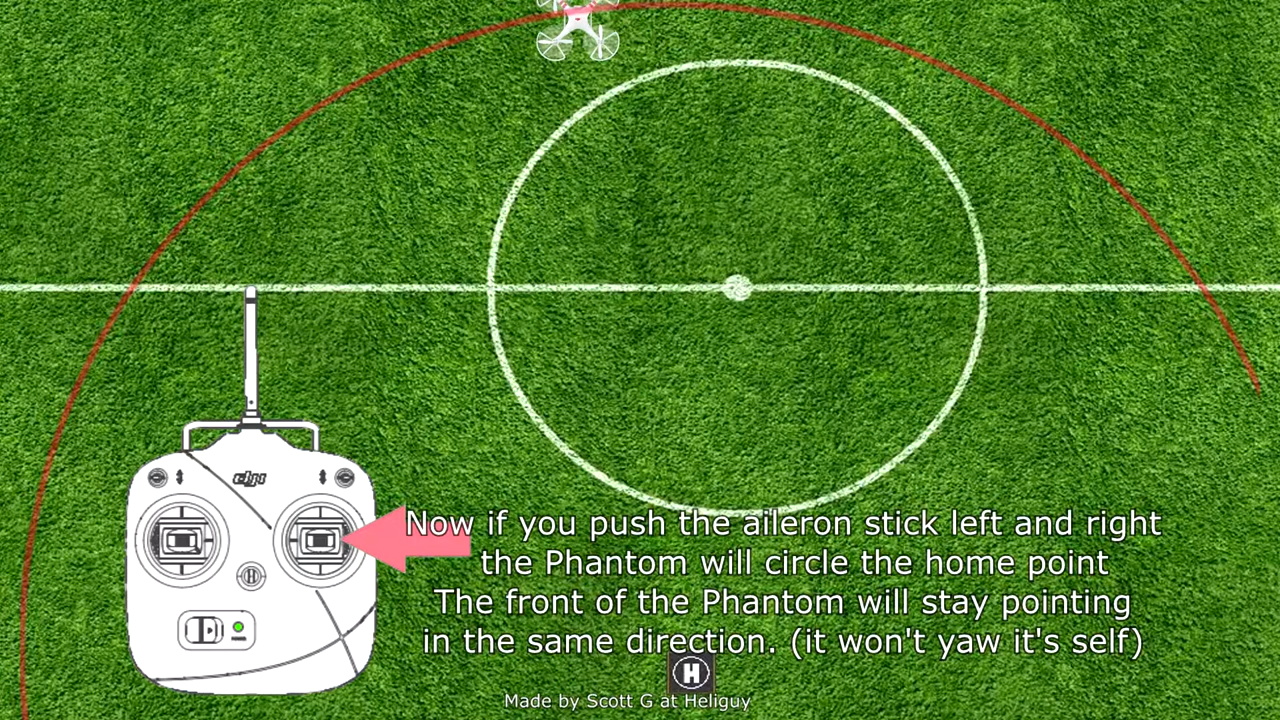 dji
H
Now if you push the aileron stick left and right
the Phantom will circle the home point
The front of the Phantom will stay pointing
in the same direction. (it won't yaw it's self)
H
Made by Scott G at Heliguy